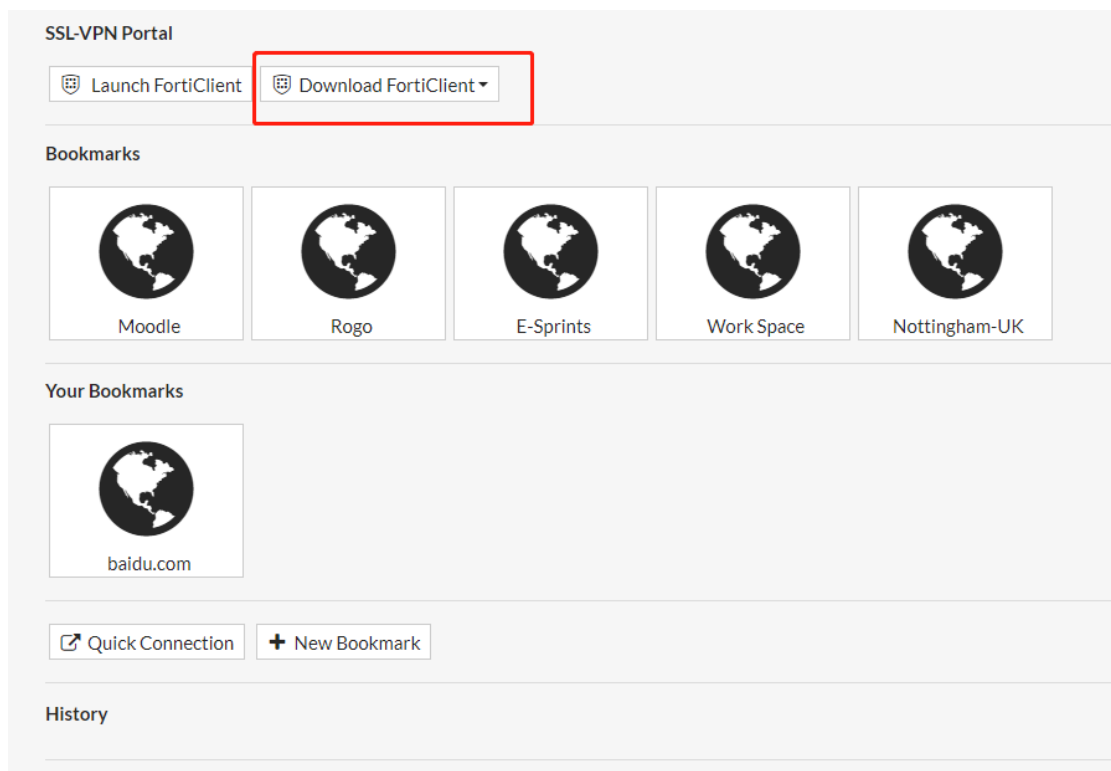 SSL-VPN Portal
Launch FortiClient Download FortiClient
Bookmarks
Moodle Rogo E-Sprints Work Space Nottingham-UK
Your Bookmarks
baidu.com
Quick Connection New Bookmark
History